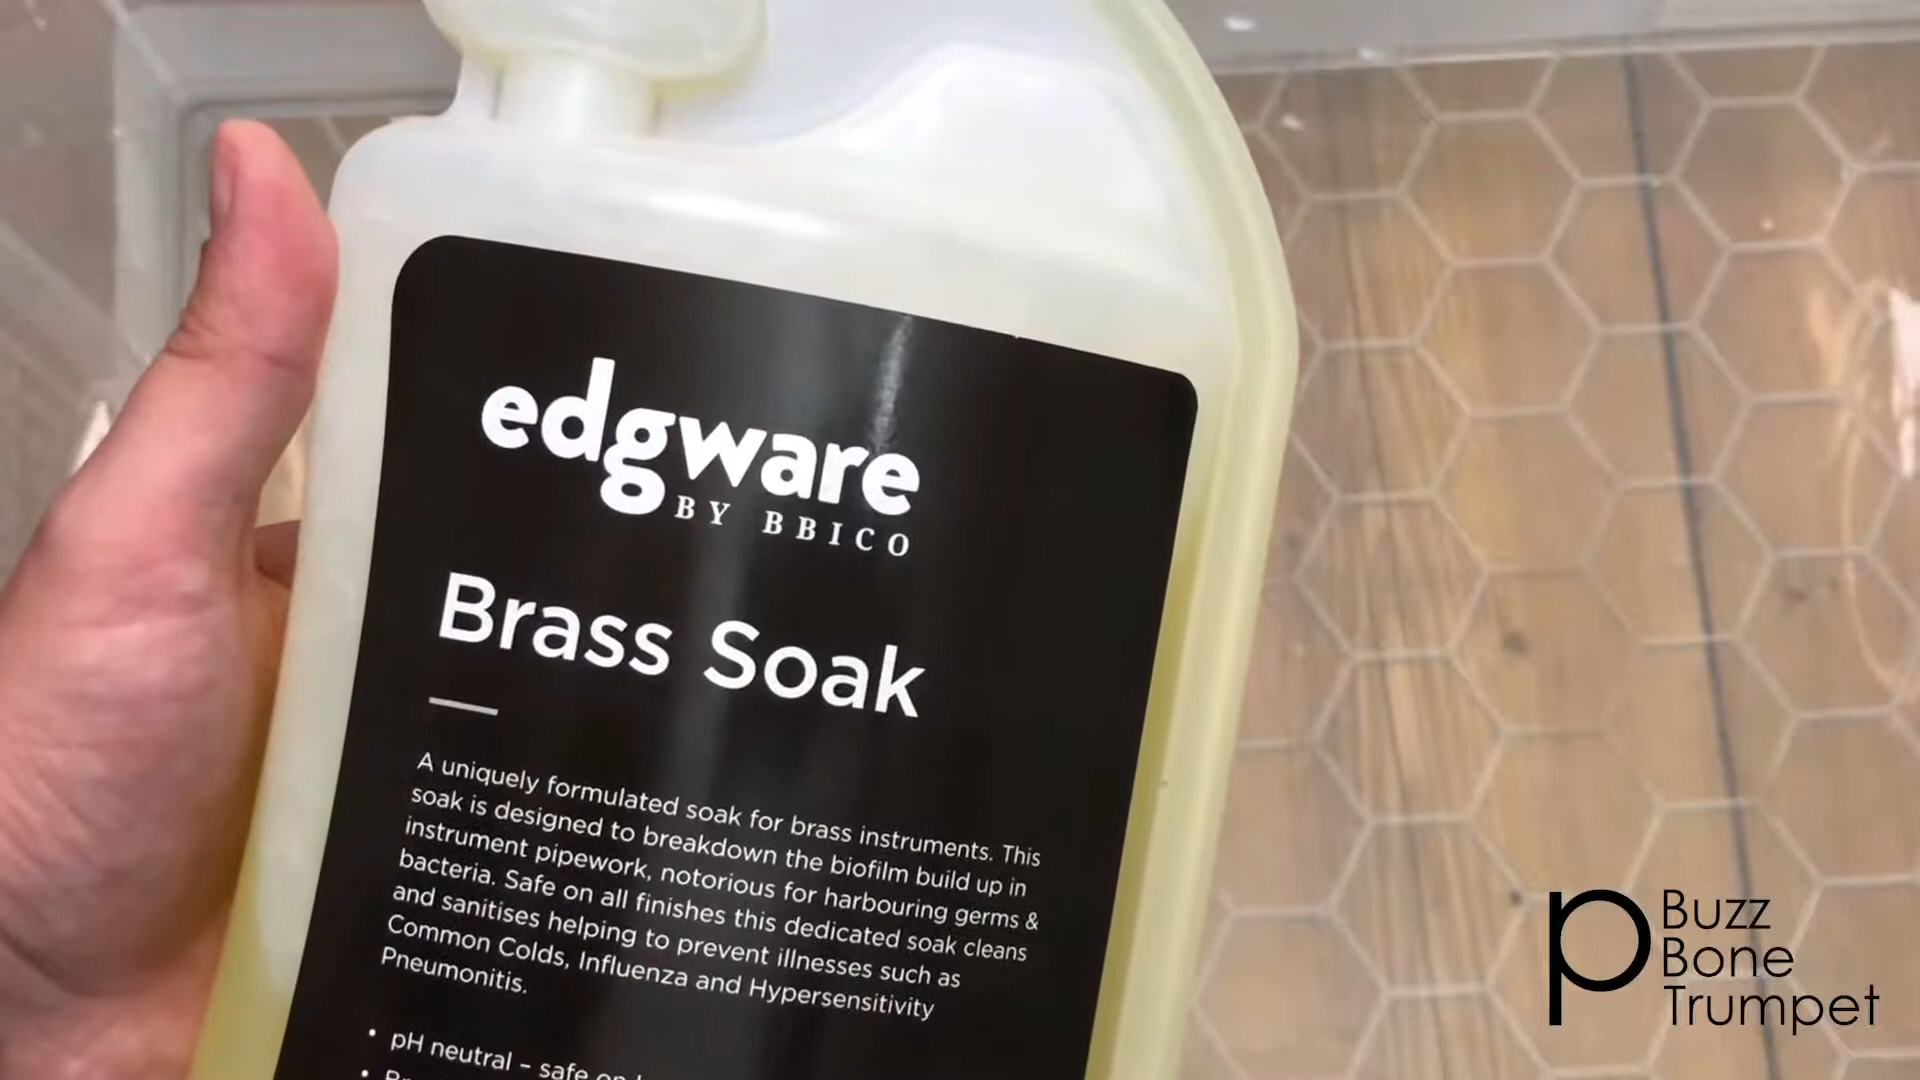 edgware
BY BBICO
Brass Soak
A uniquely formulated soak for brass instruments. This
soak is designed to breakdown the biofilm build up in
instrument pipework, notorious for harbouring germs &
bacteria. Safe on all finishes this dedicated soak cleans
and sanitises helping to prevent illnesses such as
Common Colds, Influenza and Hypersensitivity
Pneumonitis.
• pH neutral – safe on
p Buzz
Bone
Trumpet